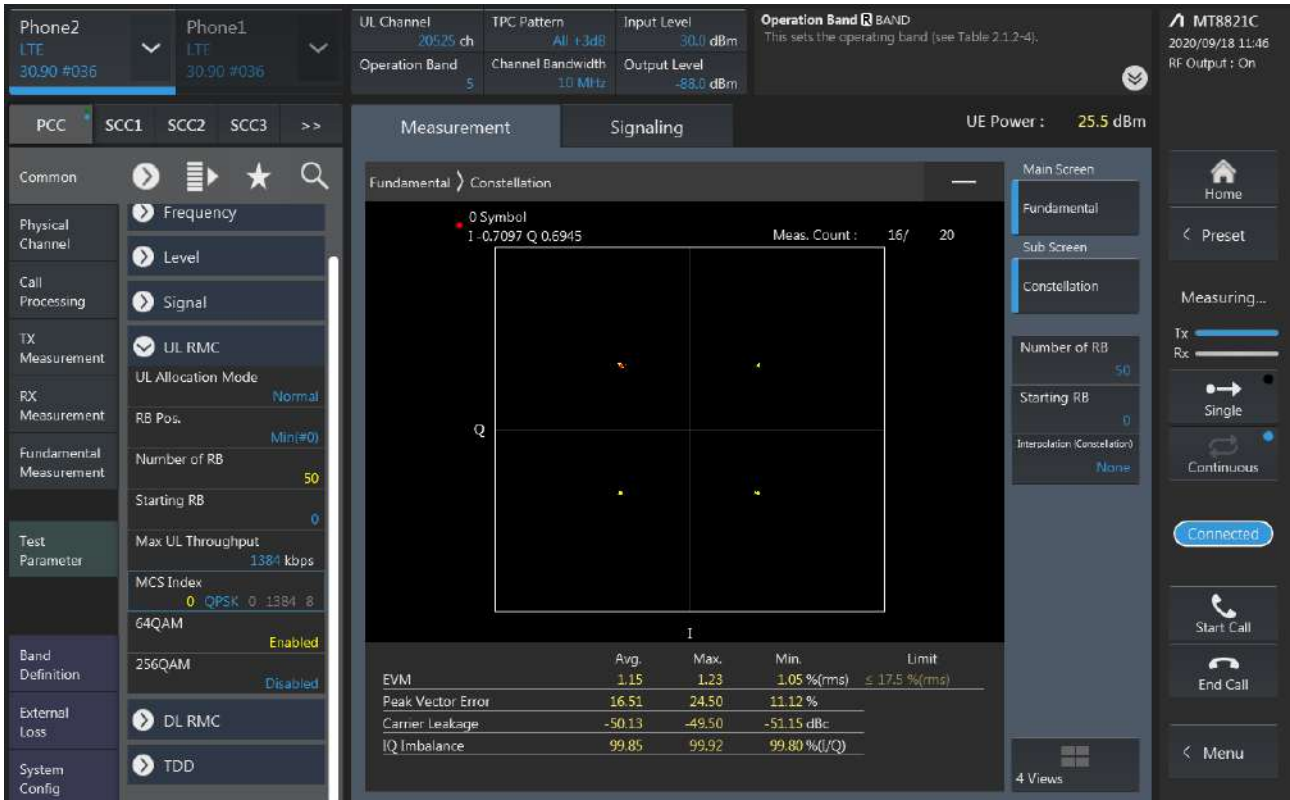 Phone2
LTE
30.90 #036
Phone1
LTE
30.90 #036
UL Channel
20525 ch
TPC Pattern
All +3dB
Input Level
30.0 dBm
Operation Band
5
Channel Bandwidth
10 MHz
Output Level
-88.0 dBm
Operation Band R BAND
This sets the operating band (see Table 2.1.2-4).
MT8821C
2020/09/18 11:46
RF Output : On
PCC SCC1 SCC2 SCC3 >>
Measurement
Signaling
UE Power : 25.5 dBm
Common
Physical
Channel
Call
Processing
TX
Measurement
RX
Measurement
Fundamental
Measurement
Test
Parameter
Band
Definition
External
Loss
System
Config
Frequency
Level
Signal
UL RMC
UL Allocation Mode
Normal
RB Pos.
Min(#0)
Number of RB
50
Starting RB
0
Max UL Throughput
1384 kbps
MCS Index
0 QPSK 0 1384 8
64QAM
Enabled
256QAM
Disabled
DL RMC
TDD
Fundamental 〉 Constellation
0 Symbol
I -0.7097 Q 0.6945
Meas. Count : 16/ 20
Q
I
Avg. Max. Min. Limit
EVM 1.15 1.23 1.05 %(rms) ≤ 17.5 %(rms)
Peak Vector Error 16.51 24.50 11.12 %
Carrier Leakage -50.13 -49.50 -51.15 dBc
IQ Imbalance 99.85 99.92 99.80 %(I/Q)
Main Screen
Fundamental
Sub Screen
Constellation
Number of RB
50
Starting RB
0
Interpolation (Constellation)
None
4 Views
Home
< Preset
Measuring...
Tx
Rx
Single
Continuous
Connected
Start Call
End Call
< Menu